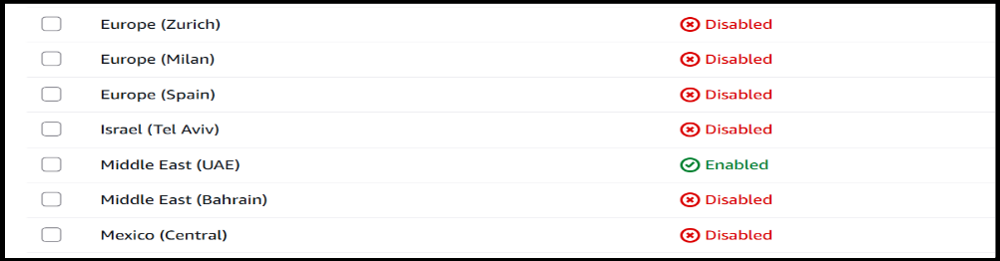 Europe (Zurich) Disabled
Europe (Milan) Disabled
Europe (Spain) Disabled
Israel (Tel Aviv) Disabled
Middle East (UAE) Enabled
Middle East (Bahrain) Disabled
Mexico (Central) Disabled